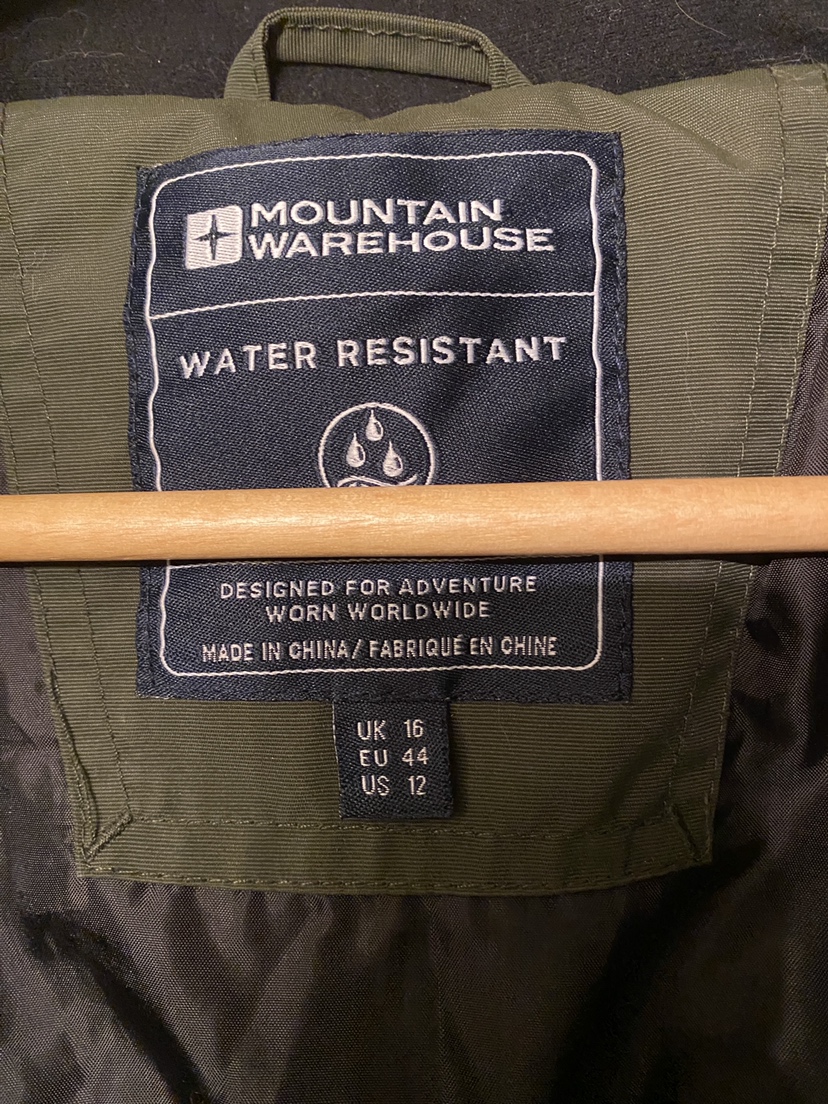 MOUNTAIN
WAREHOUSE
WATER RESISTANT
DESIGNED FOR ADVENTURE
WORN WORLDWIDE
MADE IN CHINA/ FABRIQUÉ EN CHINE
UK 16
EU 44
US 12